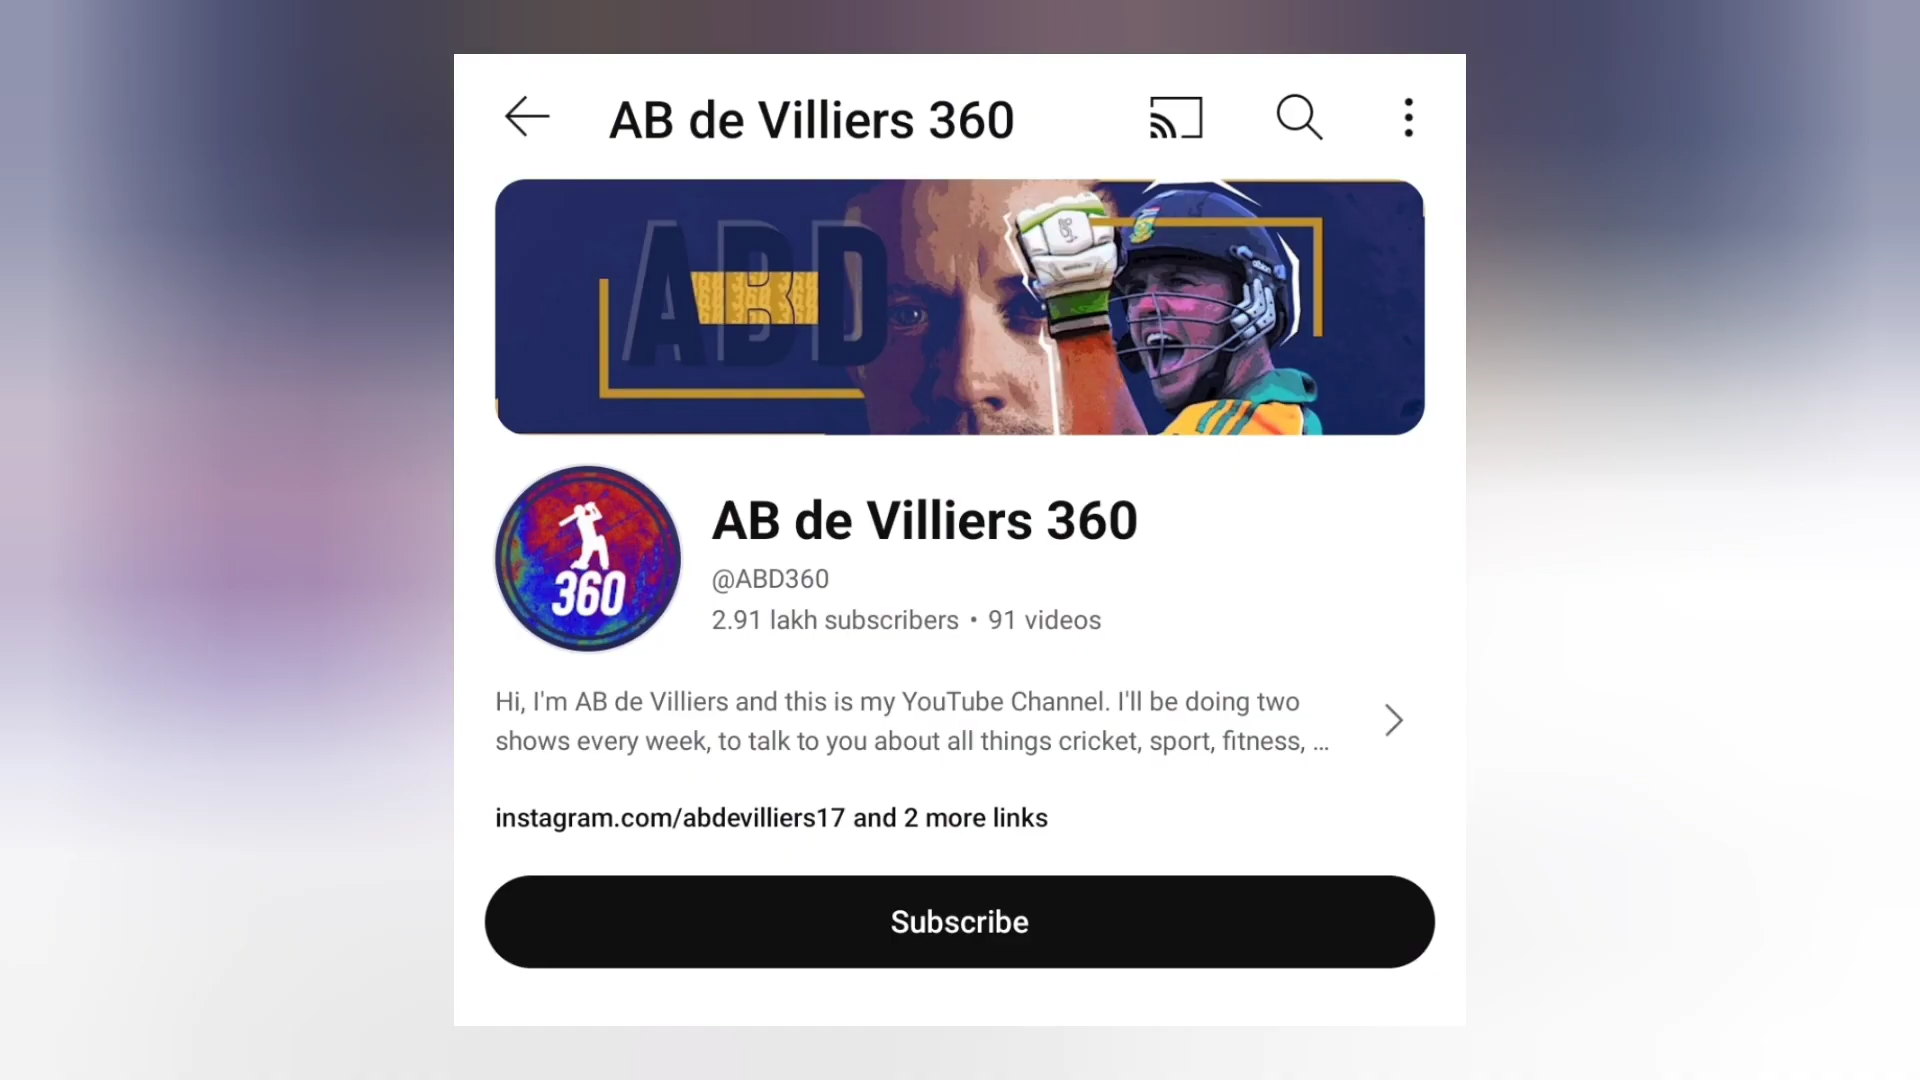 AB de Villiers 360
ABD
AB de Villiers 360
360
@ABD360
2.91 lakh subscribers • 91 videos
Hi, I'm AB de Villiers and this is my YouTube Channel. I'll be doing two
shows every week, to talk to you about all things cricket, sport, fitness, ...
instagram.com/abdevilliers17 and 2 more links
Subscribe